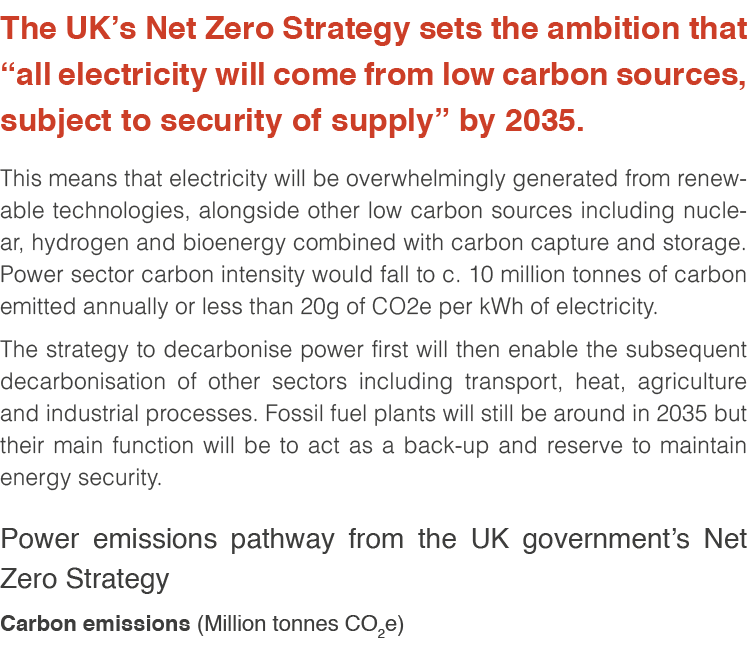 The UK’s Net Zero Strategy sets the ambition that
“all electricity will come from low carbon sources,
subject to security of supply” by 2035.
This means that electricity will be overwhelmingly generated from renew-
able technologies, alongside other low carbon sources including nucle-
ar, hydrogen and bioenergy combined with carbon capture and storage.
Power sector carbon intensity would fall to c. 10 million tonnes of carbon
emitted annually or less than 20g of CO2e per kWh of electricity.
The strategy to decarbonise power first will then enable the subsequent
decarbonisation of other sectors including transport, heat, agriculture
and industrial processes. Fossil fuel plants will still be around in 2035 but
their main function will be to act as a back-up and reserve to maintain
energy security.
Power emissions pathway from the UK government’s Net
Zero Strategy
Carbon emissions (Million tonnes CO₂e)